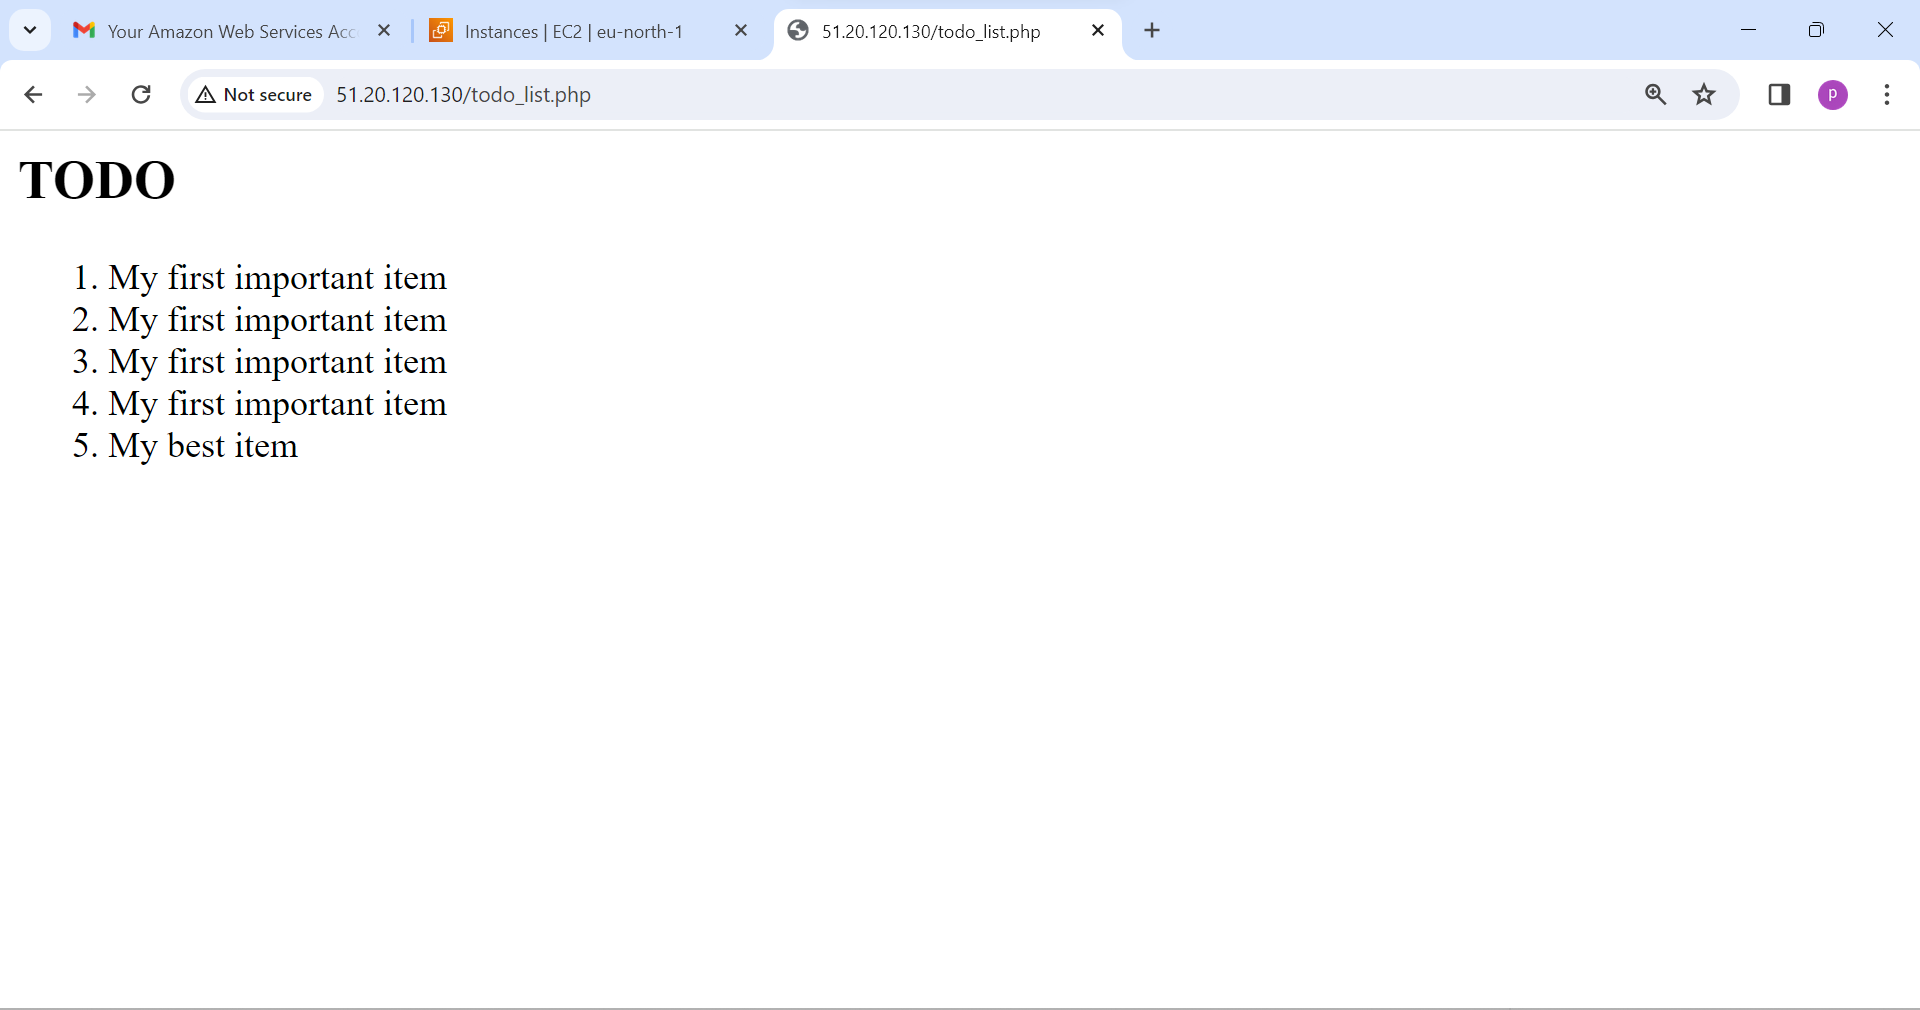 Your Amazon Web Services Acc
Instances | EC2 | eu-north-1
51.20.120.130/todo_list.php
Not secure
51.20.120.130/todo_list.php
p
TODO
1. My first important item
2. My first important item
3. My first important item
4. My first important item
5. My best item